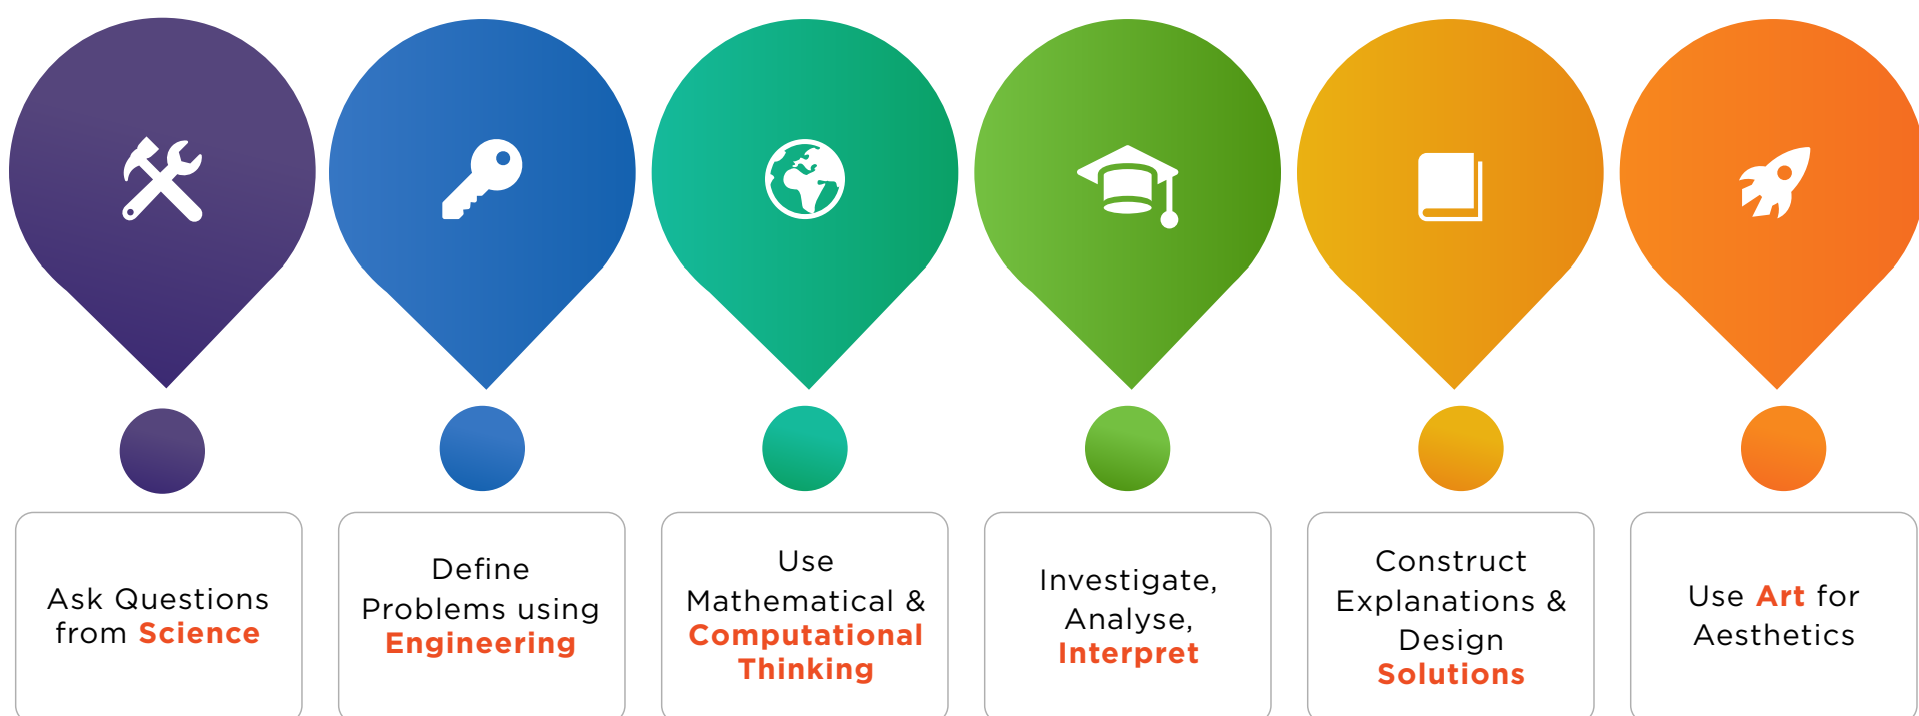 Ask Questions
from Science
Define
Problems using
Engineering
Use
Mathematical &
Computational
Thinking
Investigate,
Analyse,
Interpret
Construct
Explanations &
Design
Solutions
Use Art for
Aesthetics